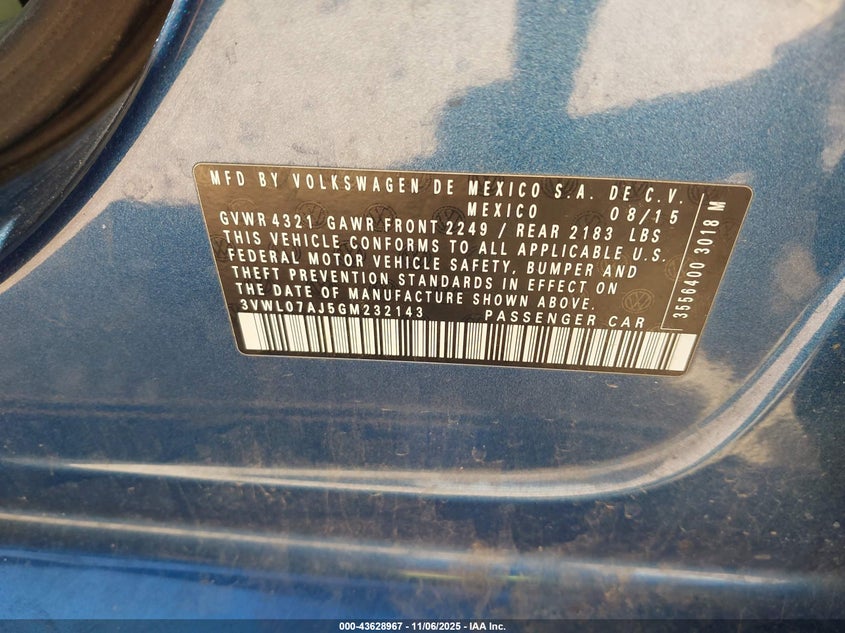 MFD BY VOLKSWAGEN DE MEXICO S.A. DE C.V.
MEXICO 08/15
GVWR 4321 GAWR FRONT 2249 / REAR 2183 LBS
THIS VEHICLE CONFORMS TO ALL APPLICABLE U.S.
FEDERAL MOTOR VEHICLE SAFETY, BUMPER AND
THEFT PREVENTION STANDARDS IN EFFECT ON
THE DATE OF MANUFACTURE SHOWN ABOVE.
3VWL07AJ5GM232143 PASSENGER CAR
3556400 3018 M
000-43628967 - 11/06/2025 - IAA Inc.